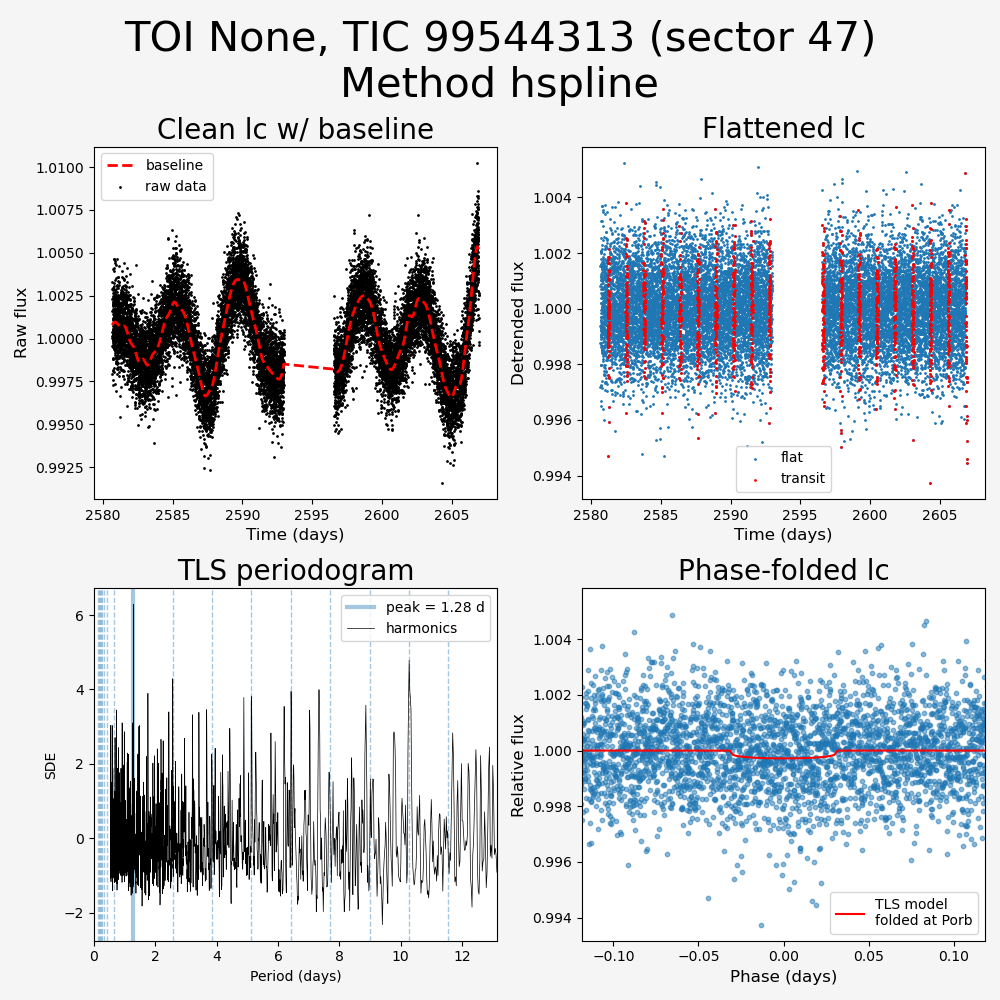 TOI None, TIC 99544313 (sector 47)
Method hspline
Clean lc w/ baseline
baseline
raw data
Raw flux
1.0100
1.0075
1.0050
1.0025
1.0000
0.9975
0.9950
0.9925
2580 2585 2590 2595 2600 2605
Time (days)
Flattened lc
flat
transit
Detrended flux
1.004
1.002
1.000
0.998
0.996
0.994
2580 2585 2590 2595 2600 2605
Time (days)
TLS periodogram
peak = 1.28 d
harmonics
SDE
6
4
2
0
−2
0 2 4 6 8 10 12
Period (days)
Phase-folded lc
TLS model
folded at Porb
Relative flux
1.004
1.002
1.000
0.998
0.996
0.994
−0.10 −0.05 0.00 0.05 0.10
Phase (days)